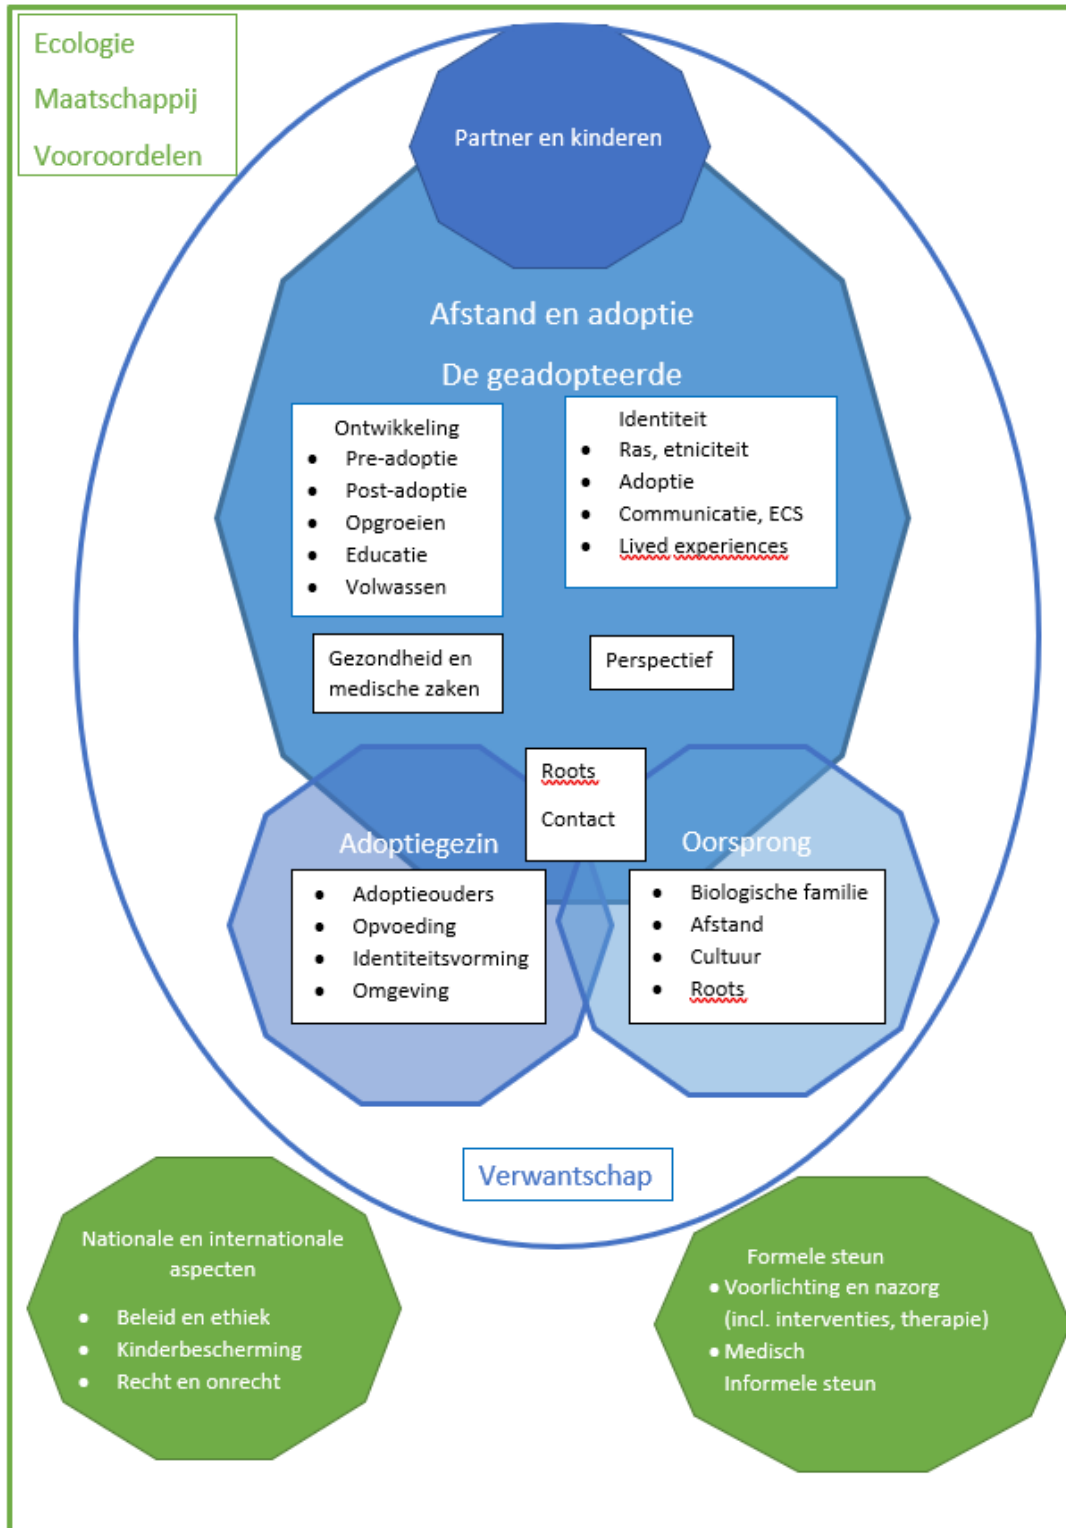 Ecologie
Maatschappij
Vooroordelen
Partner en kinderen
Afstand en adoptie
De geadopteerde
Ontwikkeling
• Pre-adoptie
• Post-adoptie
• Opgroeien
• Educatie
• Volwassen
Identiteit
• Ras, etniciteit
• Adoptie
• Communicatie, ECS
• Lived experiences
Gezondheid en
medische zaken
Perspectief
Roots
Contact
Adoptiegezin
• Adoptieouders
• Opvoeding
• Identiteitsvorming
• Omgeving
Oorsprong
• Biologische familie
• Afstand
• Cultuur
• Roots
Verwantschap
Nationale en internationale
aspecten
• Beleid en ethiek
• Kinderbescherming
• Recht en onrecht
Formele steun
• Voorlichting en nazorg
(incl. interventies, therapie)
• Medisch
Informele steun